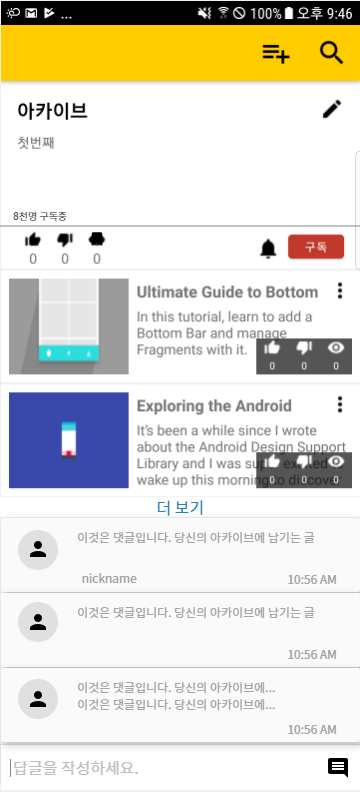 ... 100% 오후 9:46
아카이브
첫번째
8천명 구독중
0 0 0
구독
Ultimate Guide to Bottom
In this tutorial, learn to add a
Bottom Bar and manage
Fragments with it.
0 0 0
Exploring the Android
It's been a while since I wrote
about the Android Design Support
Library and I was
wake up this morning to discover
0 0 0
더 보기
이것은 댓글입니다. 당신의 아카이브에 남기는 글
nickname
10:56 AM
이것은 댓글입니다. 당신의 아카이브에 남기는 글
10:56 AM
이것은 댓글입니다. 당신의 아카이브에...
이것은 댓글입니다. 당신의 아카이브에...
10:56 AM
답글을 작성하세요.